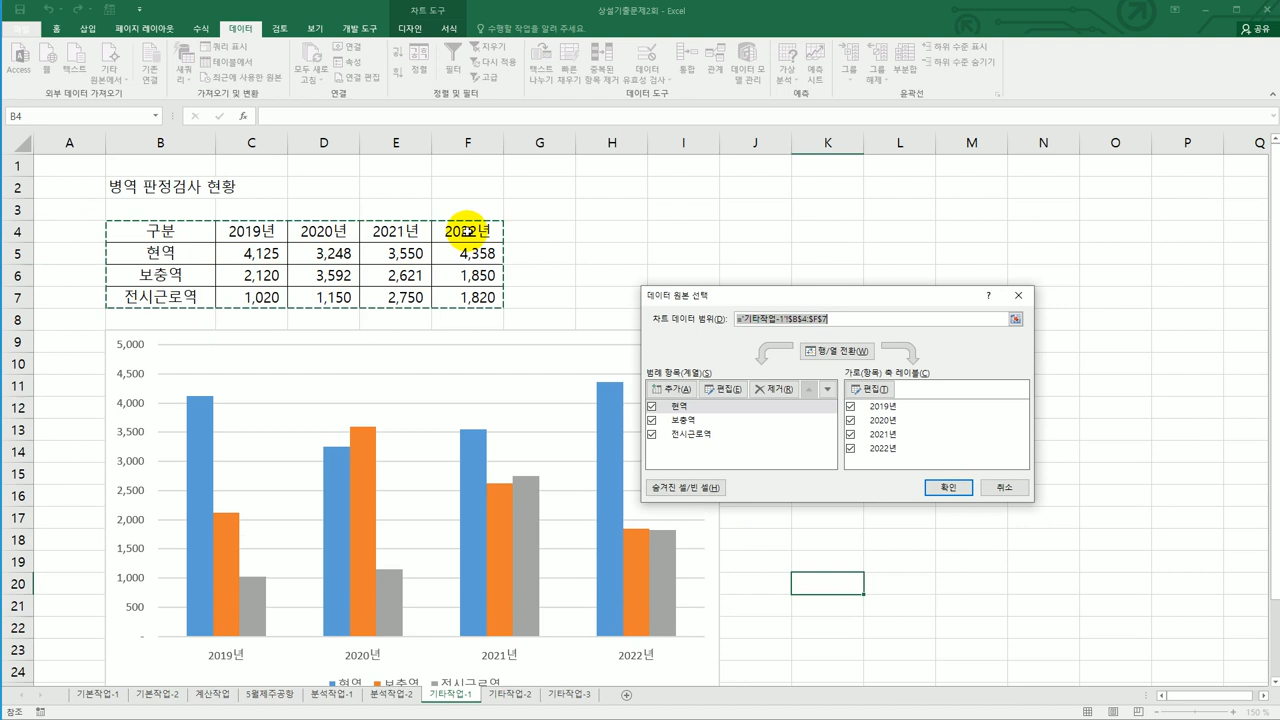 차트 도구
상설기출문제2회 - Excel
홈 삽입 페이지 레이아웃 수식 데이터 검토 보기 개발 도구 디자인 서식 수행할 작업을 알려 주세요. 공유
Access 웹 텍스트 기타 원본에서 기존 연결
외부 데이터 가져오기
새 쿼리 쿼리 표시 테이블에서 최근에 사용한 원본
가져오기 및 변환
모두 새로 고침 연결 속성 연결 편집
연결
정렬 필터 지우기 다시 적용 고급
정렬 및 필터
텍스트 나누기 빠른 채우기 중복된 항목 제거 데이터 유효성 검사 통합 관계 데이터 모델 관리
데이터 도구
가상 분석 예측 시트
예측
그룹 그룹 해제 부분합 하위 수준 표시 하위 수준 숨기기
윤곽선
B4 fx
A B C D E F G H I J K L M N O P Q
1
2 병역 판정검사 현황
3
4 구분 2019년 2020년 2021년 2022년
5 현역 4,125 3,248 3,550 4,358
6 보충역 2,120 3,592 2,621 1,850
7 전시근로역 1,020 1,150 2,750 1,820
8
9
10
11
12
13
14
15
16
17
18
19
20
21
22
23
24
5,000
4,500
4,000
3,500
3,000
2,500
2,000
1,500
1,000
500
-
2019년 2020년 2021년 2022년
현역 보충역 전시근로역
데이터 원본 선택 ?
차트 데이터 범위(D): ='기타작업-1'!$B$4:$F$7
행/열 전환(W)
범례 항목(계열)(S) 가로(항목) 축 레이블(C)
추가(A) 편집(E) 제거(R) 편집(T)
현역 2019년
보충역 2020년
전시근로역 2021년
2022년
숨겨진 셀/빈 셀(H) 확인 취소
기본작업-1 기본작업-2 계산작업 5월제주공항 분석작업-1 분석작업-2 기타작업-1 기타작업-2 기타작업-3
참조 150 %